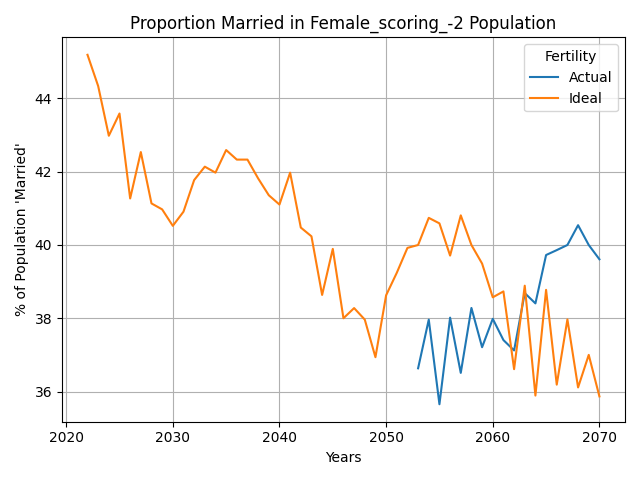 Proportion Married in Female_scoring_-2 Population
% of Population 'Married'
44
42
40
38
36
Fertility
Actual
Ideal
2020 2030 2040 2050 2060 2070
Years